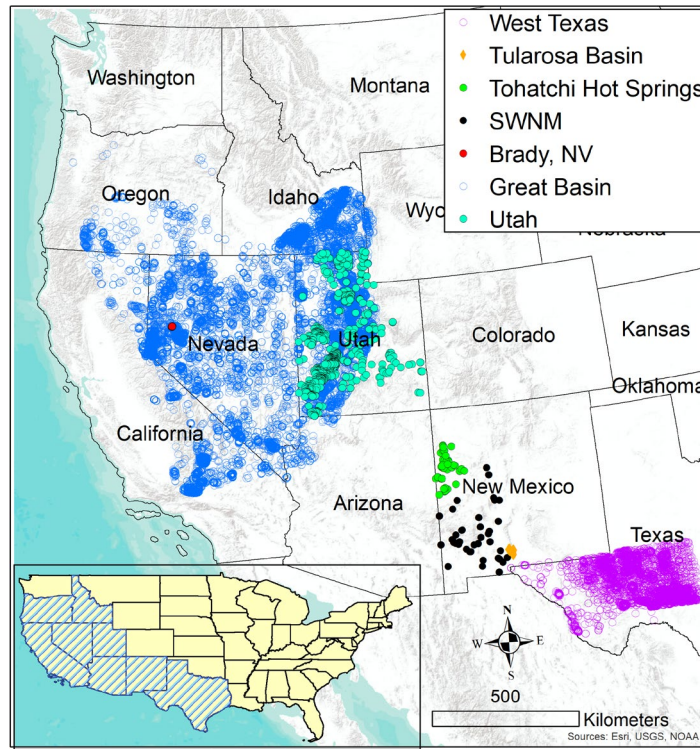 West Texas
Tularosa Basin
Tohatchi Hot Springs
SWNM
Brady, NV
Great Basin
Utah
Washington
Montana
Oregon
Idaho
Nevada
Utah
Colorado
Kansas
Oklahoma
California
Arizona
New Mexico
Texas
N
W E
S
500
Kilometers
Sources: Esri, USGS, NOAA